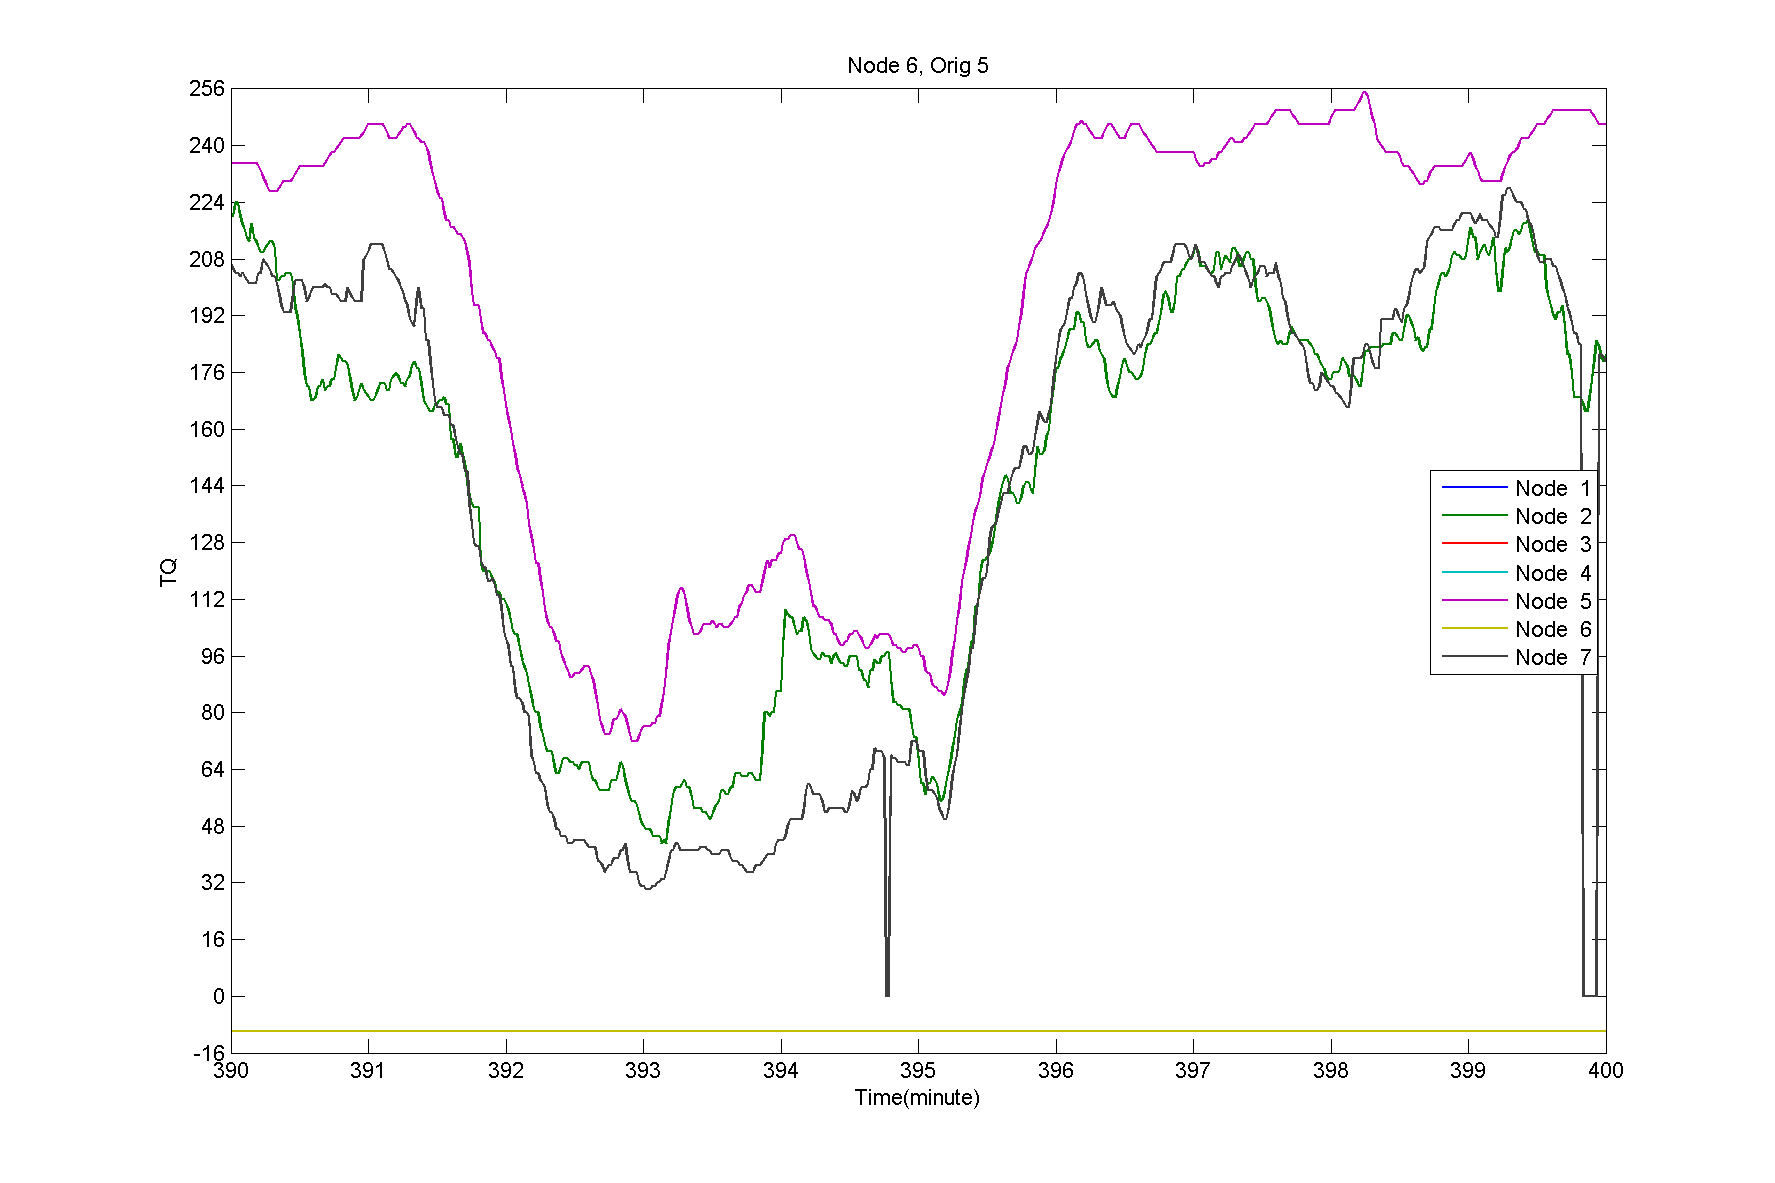 Node 6, Orig 5
256
240
224
208
192
176
160
144
128
112
96
80
64
48
32
16
0
-16
TQ
Node 1
Node 2
Node 3
Node 4
Node 5
Node 6
Node 7
390 391 392 393 394 395 396 397 398 399 400
Time(minute)